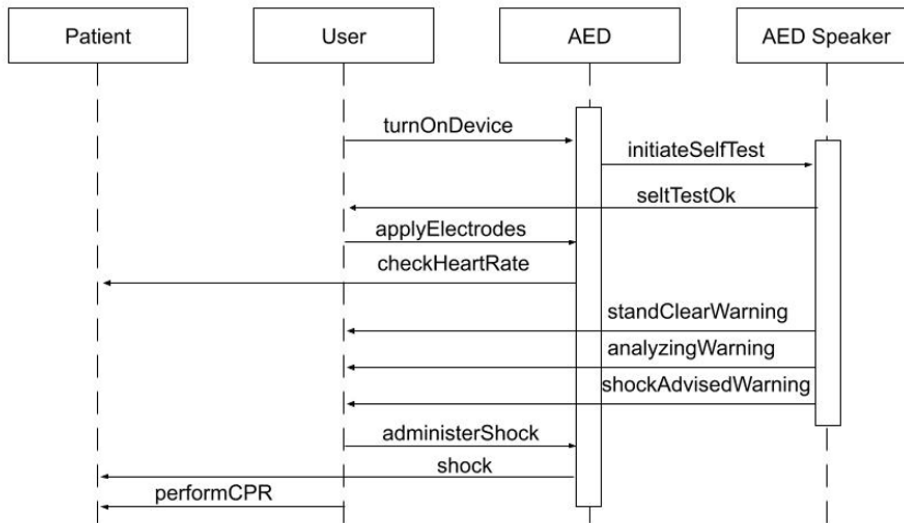 Patient
User
AED
AED Speaker
turnOnDevice
initiateSelfTest
seltTestOk
applyElectrodes
checkHeartRate
standClearWarning
analyzingWarning
shockAdvisedWarning
administerShock
shock
performCPR